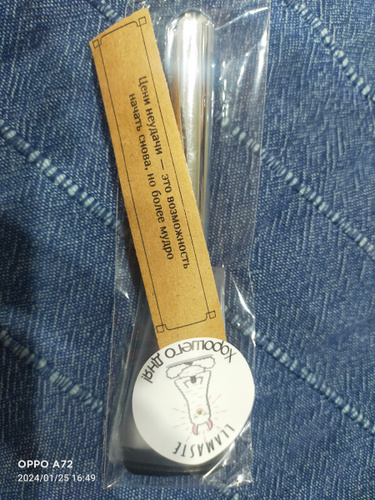 Цени неудачи — это возможность
начать снова, но более мудро
Хорошего дня!
LLAMASTE
OPPO A72
2024/01/25 16:49